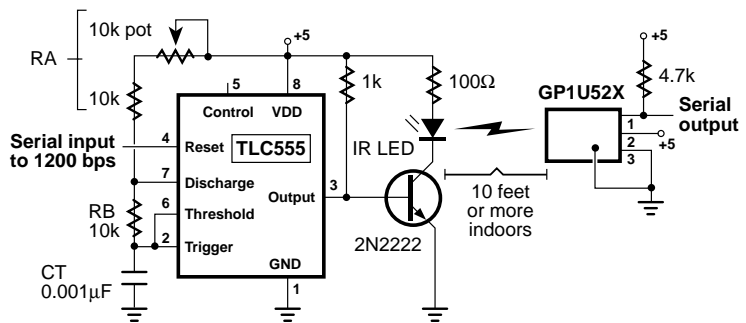 10k pot
RA
10k
+5
1k
100Ω
+5
4.7k
GP1U52X
Serial
output
1
+5
2
3
5
8
Control
VDD
Serial input
to 1200 bps
4
Reset
TLC555
IR LED
7
Discharge
Output
3
RB
10k
6
Threshold
2
Trigger
10 feet
or more
indoors
2N2222
CT
0.001µF
GND
1